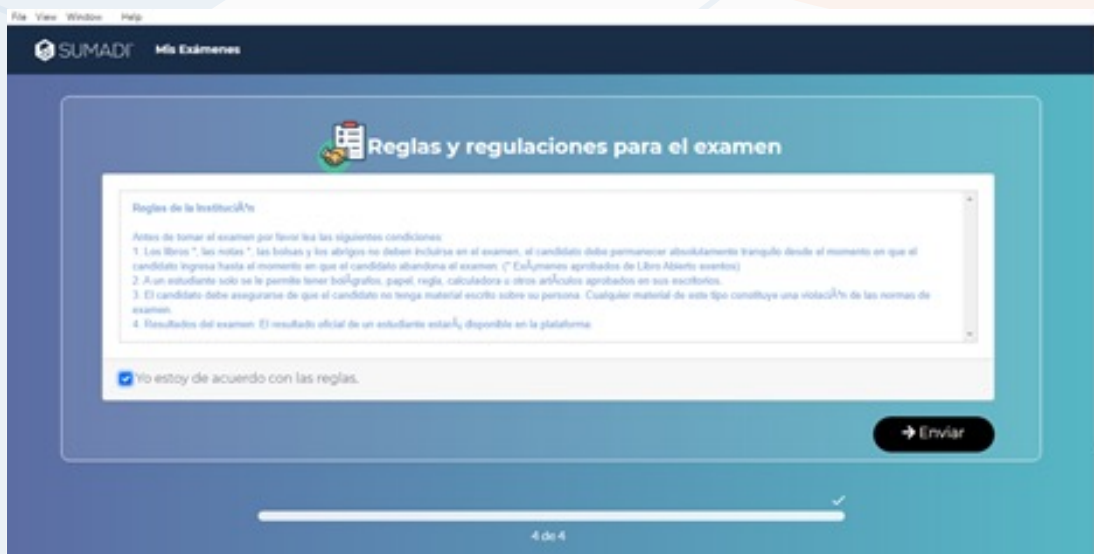 File View Window Help
SUMADI Mis Exámenes
Reglas y regulaciones para el examen
Reglas de la InstituciÃ³n
Antes de tomar el examen por favor lea las siguientes condiciones:
1. Los libros *, las notas *, las bolsas y los abrigos no deben incluirse en el examen, el candidato debe permanecer absolutamente tranquilo desde el momento en que el
candidato ingresa hasta el momento en que el candidato abandona el examen. (* ExÃ¡menes aprobados de Libro Abierto exentos)
2. A un estudiante solo se le permite tener bolÃ­grafos, papel, regla, calculadora u otros artÃ­culos aprobados en sus escritorios.
3. El candidato debe asegurarse de que el candidato no tenga material escrito sobre su persona. Cualquier material de este tipo constituye una violaciÃ³n de las normas de
examen.
4. Resultados del examen: El resultado oficial de un estudiante estarÃ¡ disponible en la plataforma
Yo estoy de acuerdo con las reglas.
Enviar
4 de 4